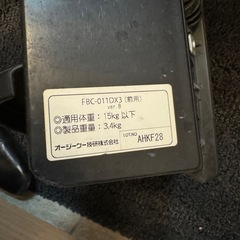 FBC-011DX3 (前用)
ver.B
◎適用体重：15kg 以下
◎製品重量：3.4kg
オージーケー技研株式会社
LOT.NO. AHKF28